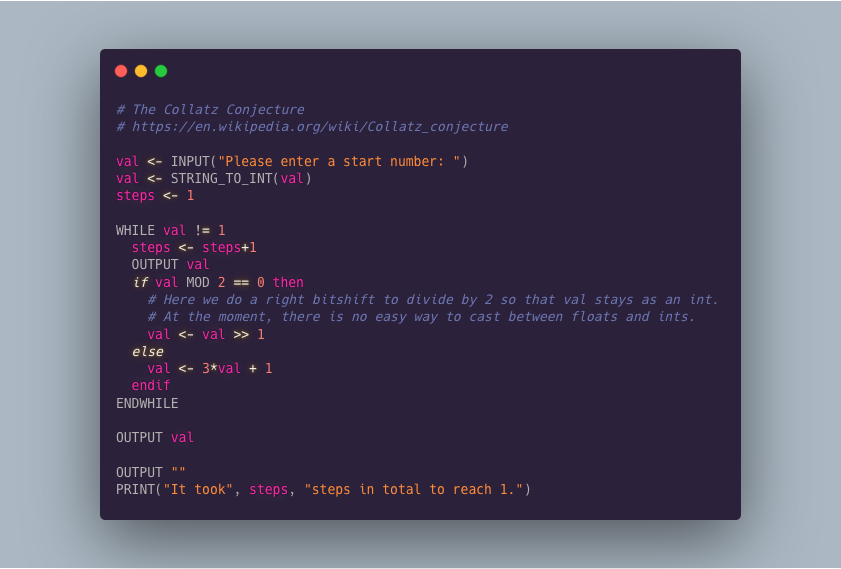 # The Collatz Conjecture
# https://en.wikipedia.org/wiki/Collatz_conjecture

val <- INPUT("Please enter a start number: ")
val <- STRING_TO_INT(val)
steps <- 1

WHILE val != 1
  steps <- steps+1
  OUTPUT val
  if val MOD 2 == 0 then
    # Here we do a right bitshift to divide by 2 so that val stays as an int.
    # At the moment, there is no easy way to cast between floats and ints.
    val <- val >> 1
  else
    val <- 3*val + 1
  endif
ENDWHILE

OUTPUT val

OUTPUT ""
PRINT("It took", steps, "steps in total to reach 1.")